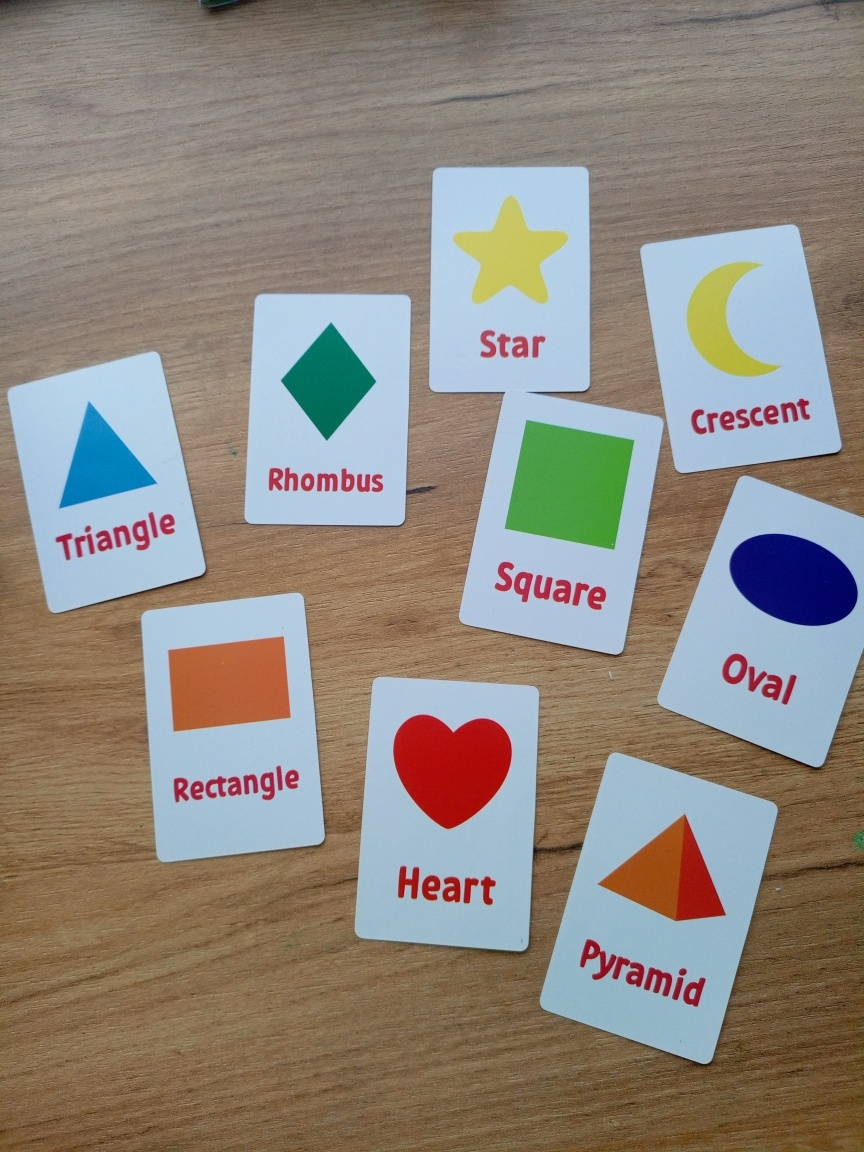 Star
Crescent
Rhombus
Triangle
Square
Oval
Rectangle
Heart
Pyramid